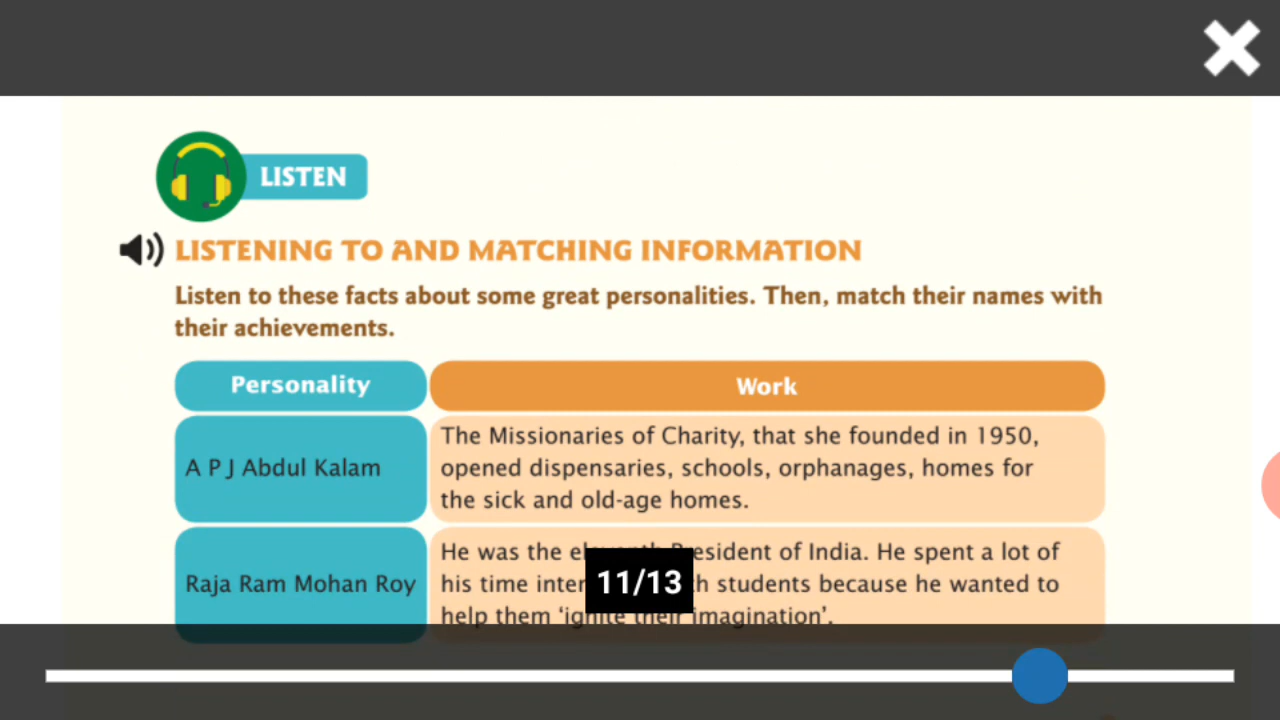 LISTEN
LISTENING TO AND MATCHING INFORMATION
Listen to these facts about some great personalities. Then, match their names with
their achievements.
Personality
Work
A P J Abdul Kalam
The Missionaries of Charity, that she founded in 1950,
opened dispensaries, schools, orphanages, homes for
the sick and old-age homes.
Raja Ram Mohan Roy
He was the President of India. He spent a lot of
his time students because he wanted to
help them ‘ignite their imagination’.
11/13